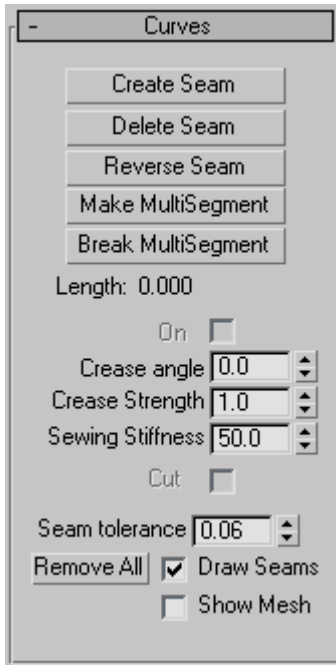 - Curves
Create Seam
Delete Seam
Reverse Seam
Make MultiSegment
Break MultiSegment
Length: 0.000
On
Crease angle 0.0
Crease Strength 1.0
Sewing Stiffness 50.0
Cut
Seam tolerance 0.06
Remove All Draw Seams
Show Mesh